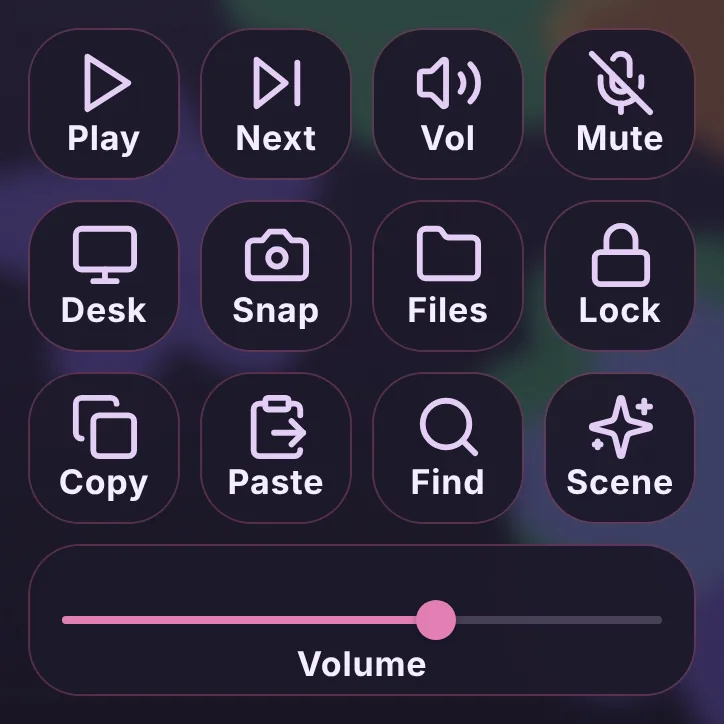 Play
Next
Vol
Mute
Desk
Snap
Files
Lock
Copy
Paste
Find
Scene
Volume